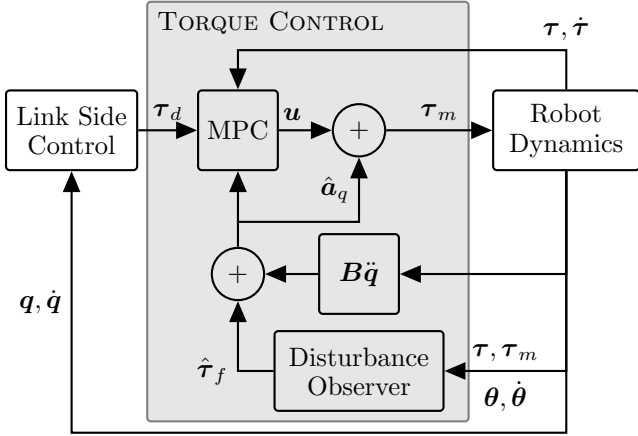 TORQUE CONTROL
τ, τ̇
Link Side
Control
τ_d
MPC
u
+
τ_m
Robot
Dynamics
â_q
+
Bq̈
q, q̇
τ̂_f
Disturbance
Observer
τ, τ_m
θ, θ̇